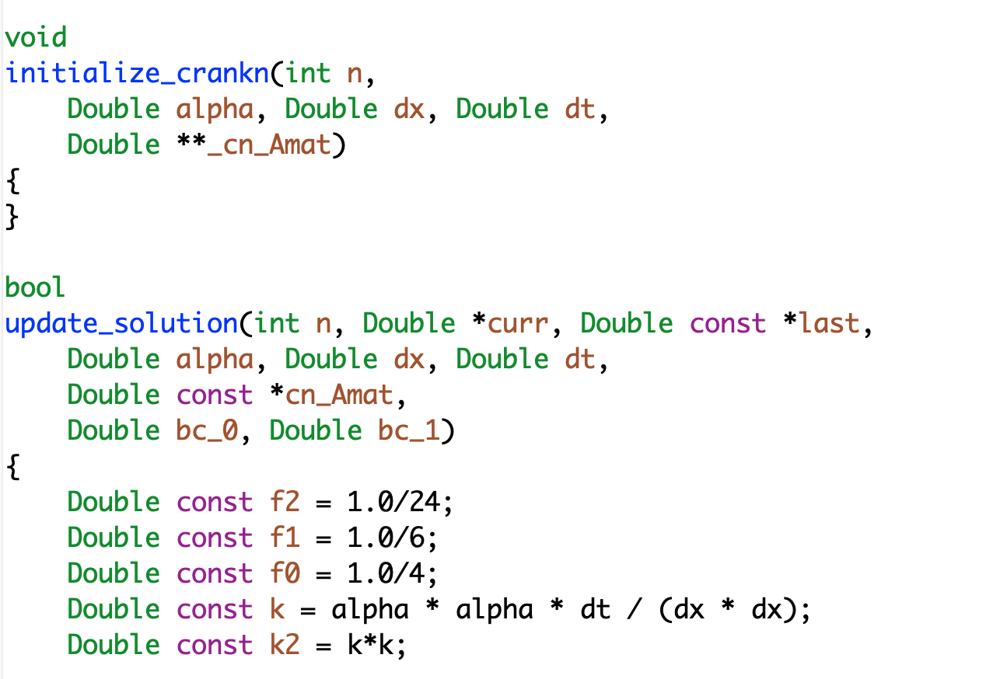 void
initialize_crankn(int n,
    Double alpha, Double dx, Double dt,
    Double **_cn_Amat)
{
}

bool
update_solution(int n, Double *curr, Double const *last,
    Double alpha, Double dx, Double dt,
    Double const *cn_Amat,
    Double bc_0, Double bc_1)
{
    Double const f2 = 1.0/24;
    Double const f1 = 1.0/6;
    Double const f0 = 1.0/4;
    Double const k = alpha * alpha * dt / (dx * dx);
    Double const k2 = k*k;